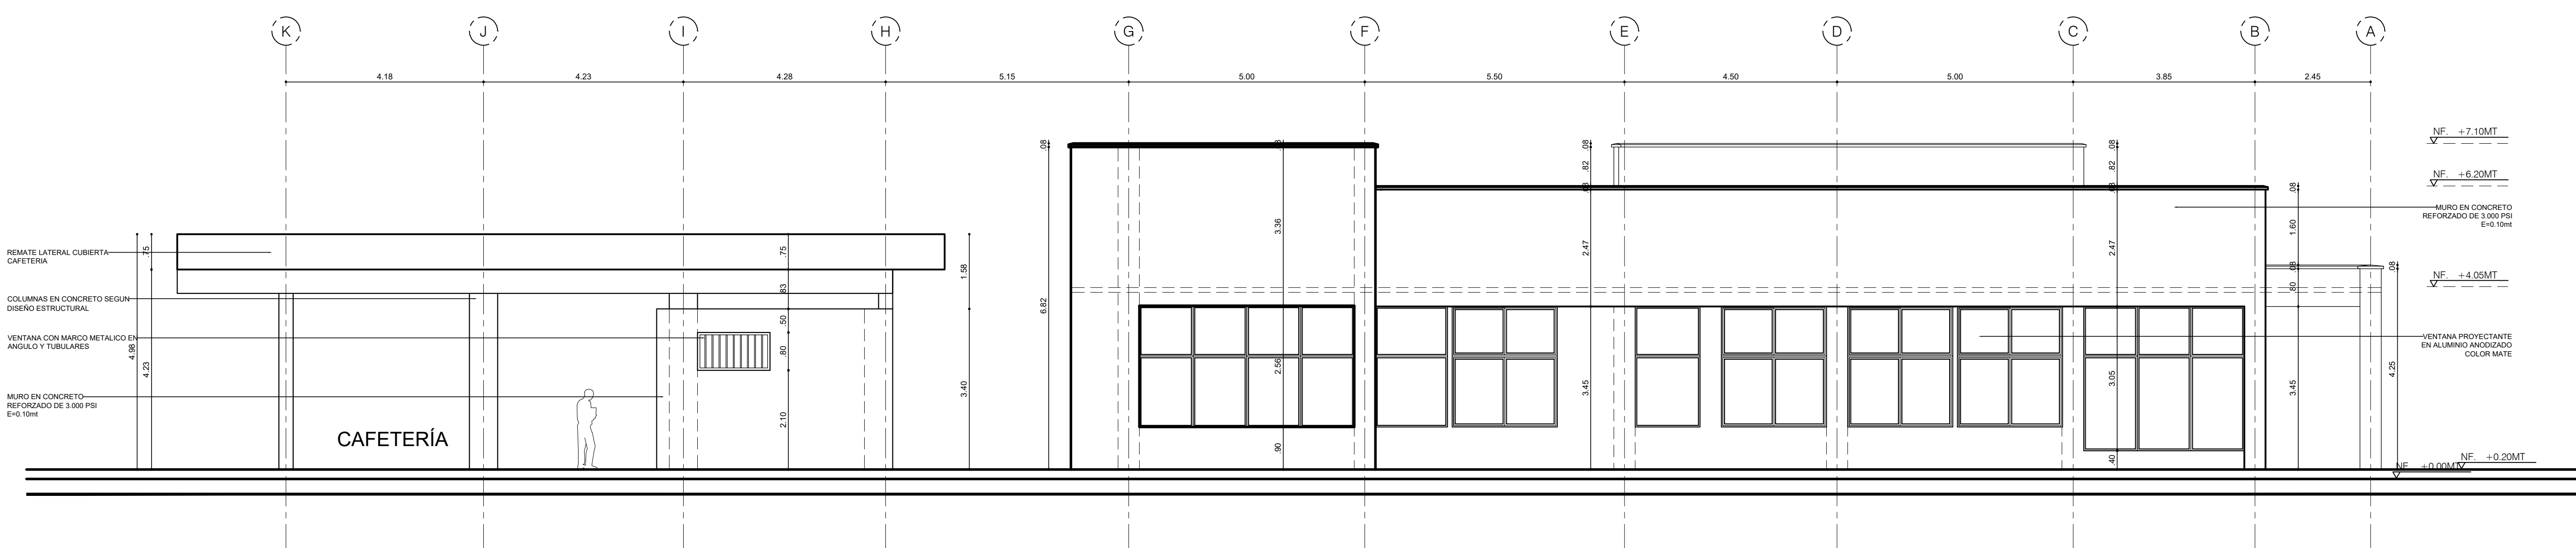 K J I H G F E D C B A
4.18 4.23 4.28 5.15 5.00 5.50 4.50 5.00 3.85 2.45
NF. +7.10MT
NF. +6.20MT
MURO EN CONCRETO
REFORZADO DE 3.000 PSI
E=0.10mt
NF. +4.05MT
VENTANA PROYECTANTE
EN ALUMINIO ANODIZADO
COLOR MATE
NF. +0.20MT
NF. +0.00MT
REMATE LATERAL CUBIERTA
CAFETERIA
COLUMNAS EN CONCRETO SEGUN
DISEÑO ESTRUCTURAL
VENTANA CON MARCO METALICO EN
ANGULO Y TUBULARES
MURO EN CONCRETO
REFORZADO DE 3.000 PSI
E=0.10mt
CAFETERÍA
4.98
.75
4.23
.75
.83
.50
.80
2.10
1.58
3.40
.08
6.82
3.36
2.56
.90
.08
.82
.08
2.47
3.45
.08
.82
.08
2.47
3.05
.40
.08
1.60
.08
.80
3.45
.08
4.25